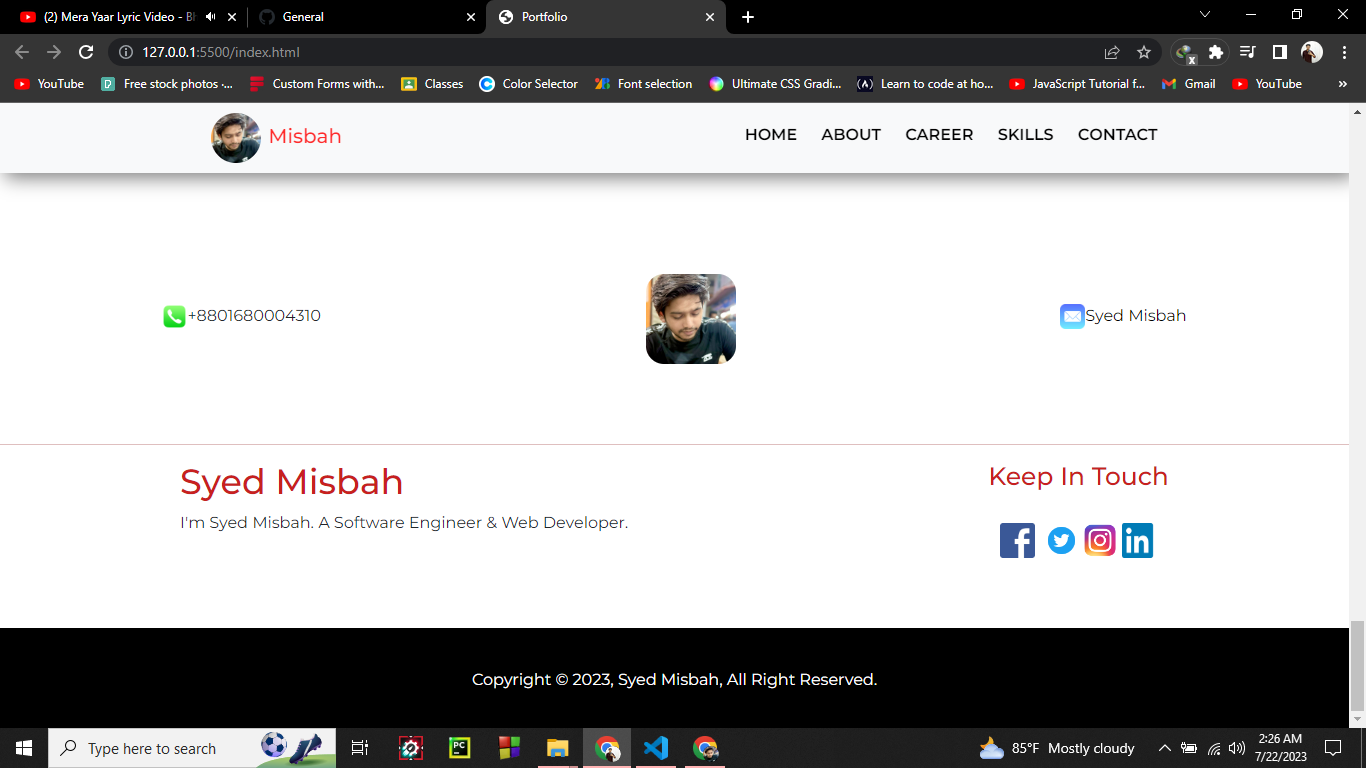 (2) Mera Yaar Lyric Video - Bh
General
Portfolio
127.0.0.1:5500/index.html
YouTube
Free stock photos -...
Custom Forms with...
Classes
Color Selector
Font selection
Ultimate CSS Gradi...
Learn to code at ho...
JavaScript Tutorial f...
Gmail
YouTube
»
Misbah
HOME
ABOUT
CAREER
SKILLS
CONTACT
+8801680004310
Syed Misbah
Syed Misbah
I'm Syed Misbah. A Software Engineer & Web Developer.
Keep In Touch
Copyright © 2023, Syed Misbah, All Right Reserved.
Type here to search
PC
85°F Mostly cloudy
2:26 AM
7/22/2023